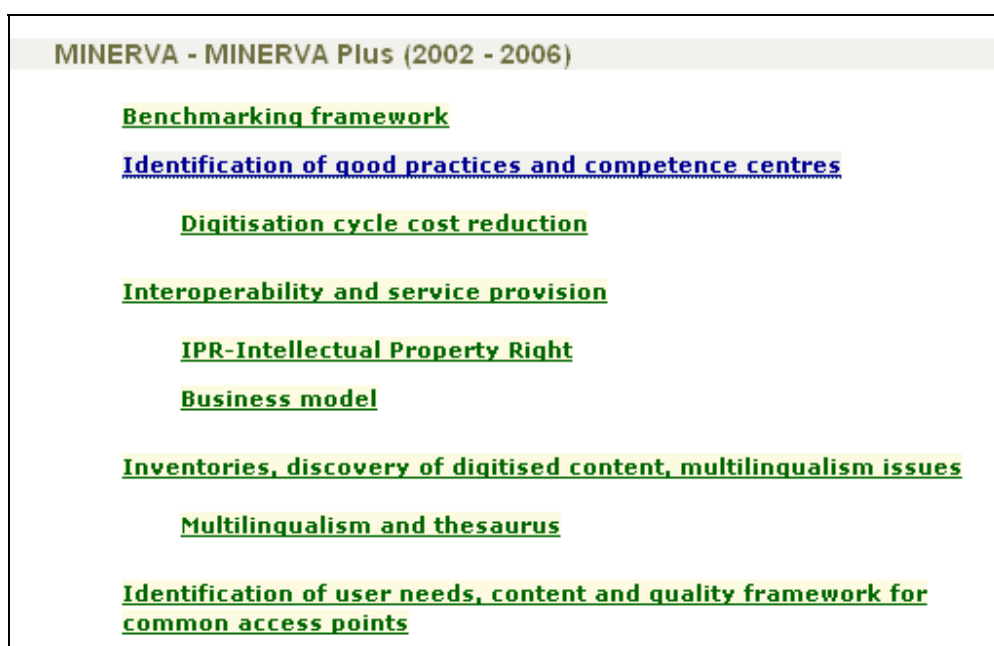 MINERVA - MINERVA Plus (2002 - 2006)
Benchmarking framework
Identification of good practices and competence centres
Digitisation cycle cost reduction
Interoperability and service provision
IPR-Intellectual Property Right
Business model
Inventories, discovery of digitised content, multilingualism issues
Multilingualism and thesaurus
Identification of user needs, content and quality framework for
common access points